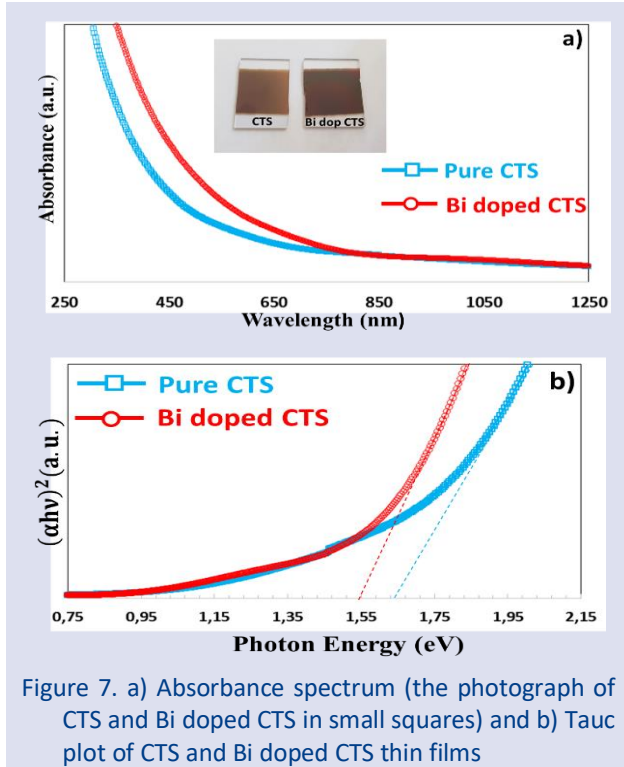 a)
Absorbance (a.u.)
CTS
Bi dop CTS
Pure CTS
Bi doped CTS
250 450 650 850 1050 1250
Wavelength (nm)
b)
Pure CTS
Bi doped CTS
(αhν)²(a. u.)
0,75 0,95 1,15 1,35 1,55 1,75 1,95 2,15
Photon Energy (eV)
Figure 7. a) Absorbance spectrum (the photograph of
CTS and Bi doped CTS in small squares) and b) Tauc
plot of CTS and Bi doped CTS thin films